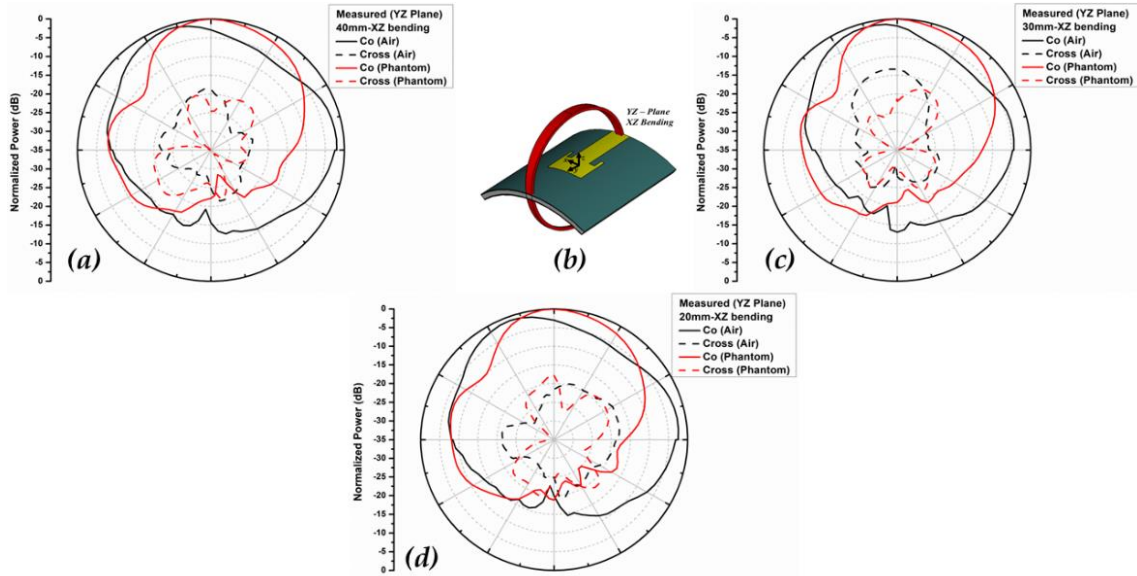 Measured (YZ Plane)
40mm-XZ bending
Co (Air)
Cross (Air)
Co (Phantom)
Cross (Phantom)
Normalized Power (dB)
0
-5
-10
-15
-20
-25
-30
-35
-30
-25
-20
-15
-10
-5
0
(a)
YZ – Plane
XZ Bending
(b)
Measured (YZ Plane)
30mm-XZ bending
Co (Air)
Cross (Air)
Co (Phantom)
Cross (Phantom)
Normalized Power (dB)
0
-5
-10
-15
-20
-25
-30
-35
-30
-25
-20
-15
-10
-5
0
(c)
Measured (YZ Plane)
20mm-XZ bending
Co (Air)
Cross (Air)
Co (Phantom)
Cross (Phantom)
Normalized Power (dB)
0
-5
-10
-15
-20
-25
-30
-35
-30
-25
-20
-15
-10
-5
0
(d)